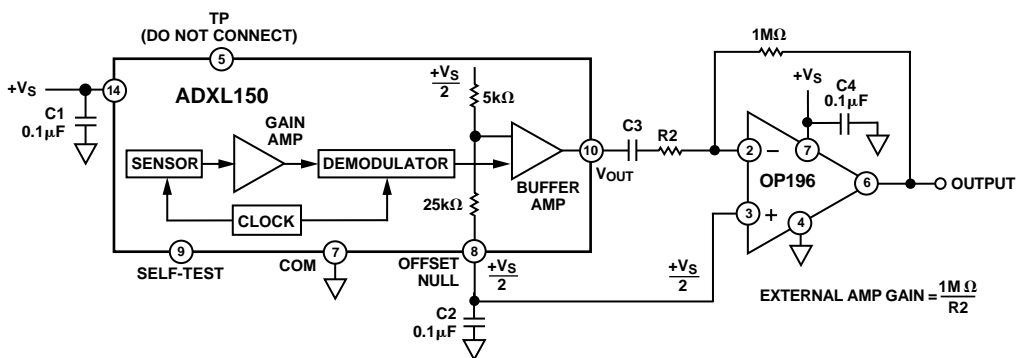 TP
(DO NOT CONNECT)
5
1MΩ
+VS
14
ADXL150
+VS
2
5kΩ
+VS
C4
0.1µF
C1
0.1µF
GAIN
AMP
C3
R2
2
–
7
SENSOR
DEMODULATOR
10
VOUT
OP196
6
OUTPUT
BUFFER
AMP
25kΩ
3
+
4
CLOCK
9
SELF-TEST
7
COM
8
OFFSET
NULL
+VS
2
+VS
2
EXTERNAL AMP GAIN = 1MΩ
R2
C2
0.1µF